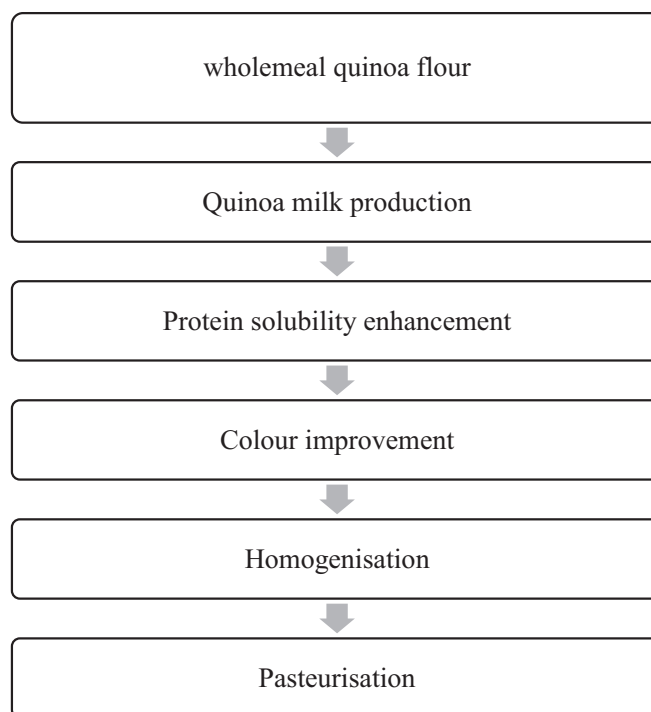 wholemeal quinoa flour
Quinoa milk production
Protein solubility enhancement
Colour improvement
Homogenisation
Pasteurisation